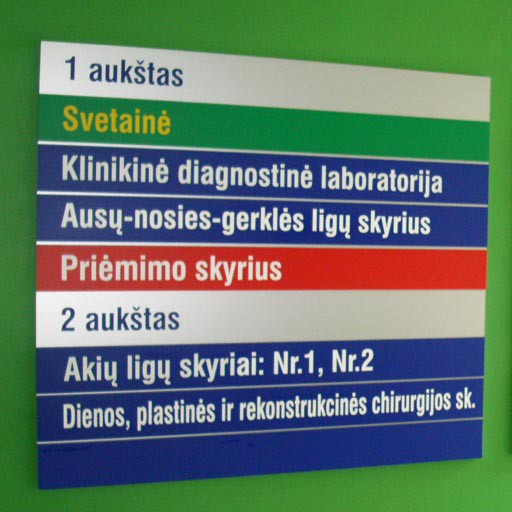 1 aukštas
Svetainė
Klinikinė diagnostinė laboratorija
Ausų-nosies-gerklės ligų skyrius
Priėmimo skyrius
2 aukštas
Akių ligų skyriai: Nr.1, Nr.2
Dienos, plastinės ir rekonstrukcinės chirurgijos sk.